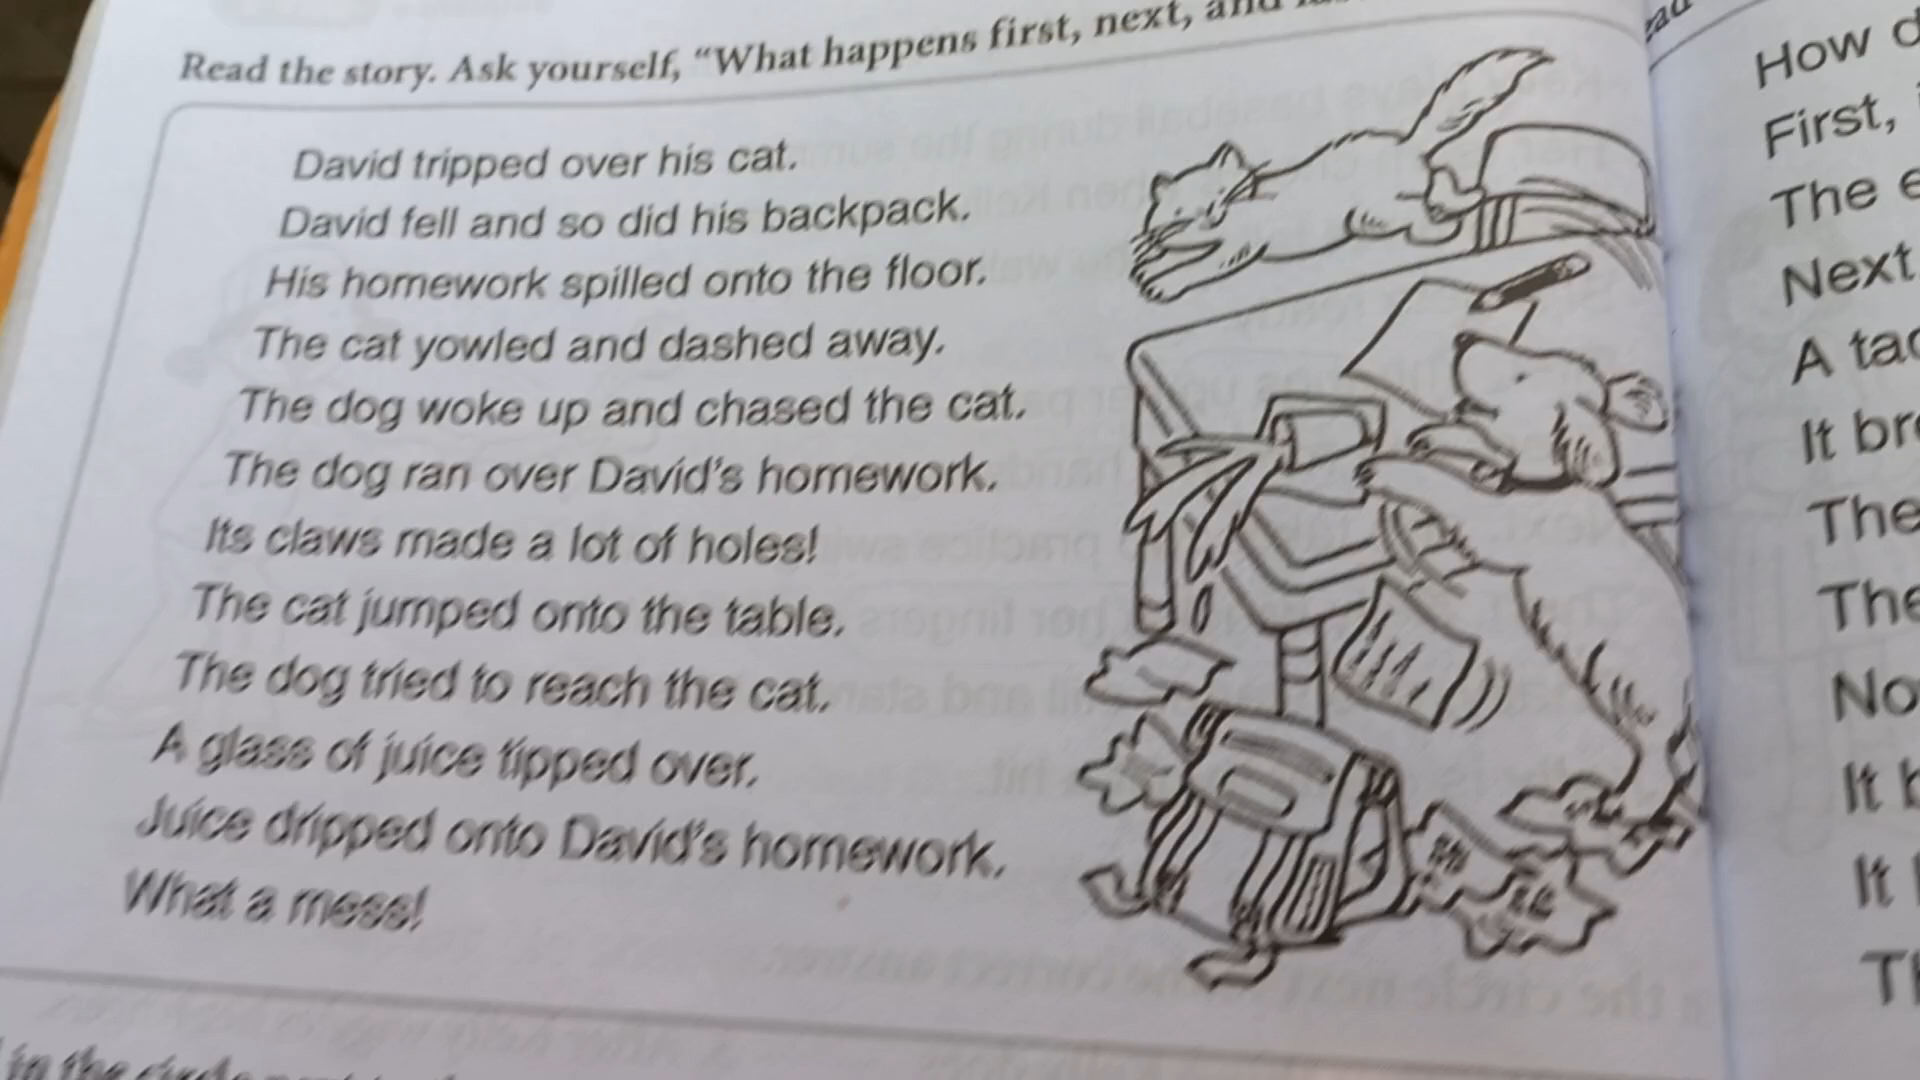 Read the story. Ask yourself, “What happens first, next, and
David tripped over his cat.
David fell and so did his backpack.
His homework spilled onto the floor.
The cat yowled and dashed away.
The dog woke up and chased the cat.
The dog ran over David's homework.
Its claws made a lot of holes!
The cat jumped onto the table.
The dog tried to reach the cat.
A glass of juice tipped over.
Juice dripped onto David's homework.
What a mess!
in the circle
How
First,
The
Next
A
It
The
The
It
It